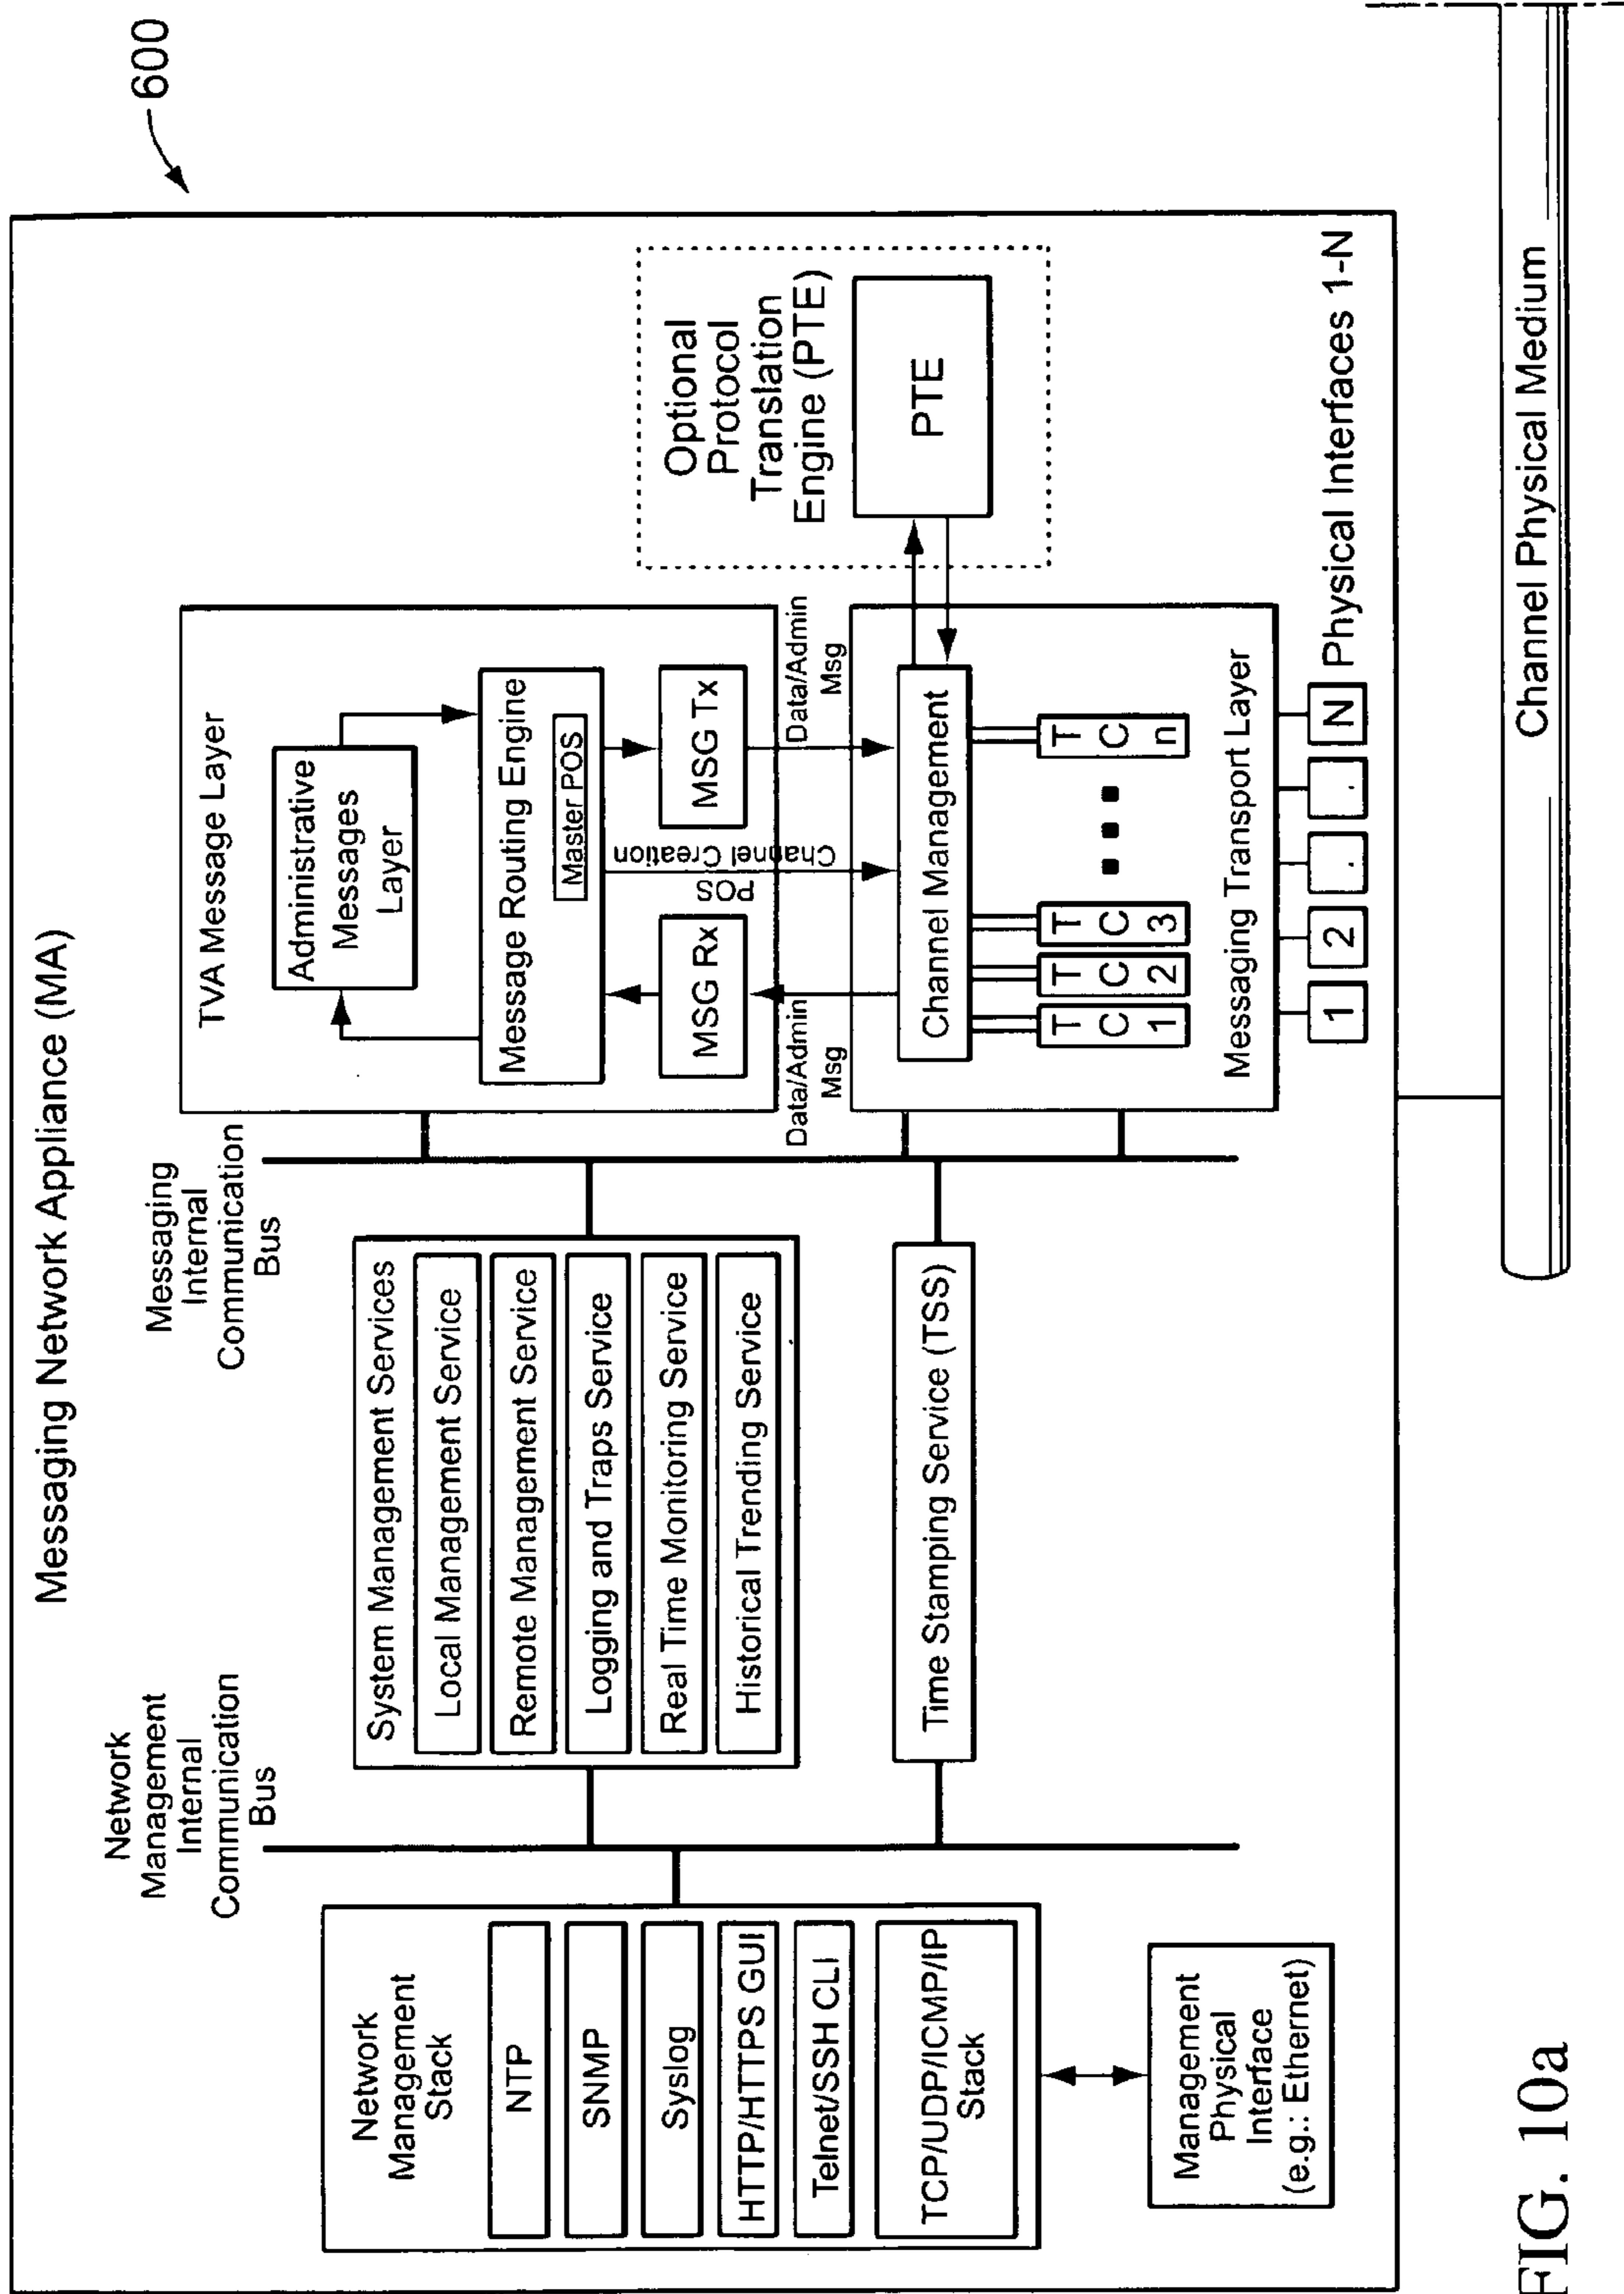 Messaging Network Appliance (MA)
600
Network
Management
Internal
Communication
Bus
Messaging
Internal
Communication
Bus
Network
Management
Stack
NTP
SNMP
Syslog
HTTP/HTTPS GUI
Telnet/SSH CLI
TCP/UDP/ICMP/IP
Stack
Management
Physical
Interface
(e.g.: Ethernet)
System Management Services
Local Management Service
Remote Management Service
Logging and Traps Service
Real Time Monitoring Service
Historical Trending Service
Time Stamping Service (TSS)
TVA Message Layer
Administrative
Messages
Layer
Message Routing Engine
Master POS
MSG Rx
MSG Tx
POS
Channel Creation
Data/Admin
Msg
Data/Admin
Msg
Channel Management
T
C
1
T
C
2
T
C
3
T
C
n
Messaging Transport Layer
Optional
Protocol
Translation
Engine (PTE)
PTE
1
2
.
.
N
Physical Interfaces 1-N
Channel Physical Medium
FIG. 10a